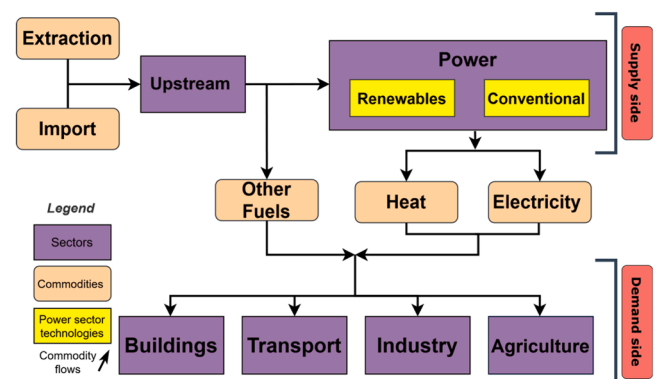 Extraction
Import
Upstream
Power
Renewables
Conventional
Supply side
Other
Fuels
Heat
Electricity
Legend
Sectors
Commodities
Power sector
technologies
Commodity
flows
Buildings
Transport
Industry
Agriculture
Demand side